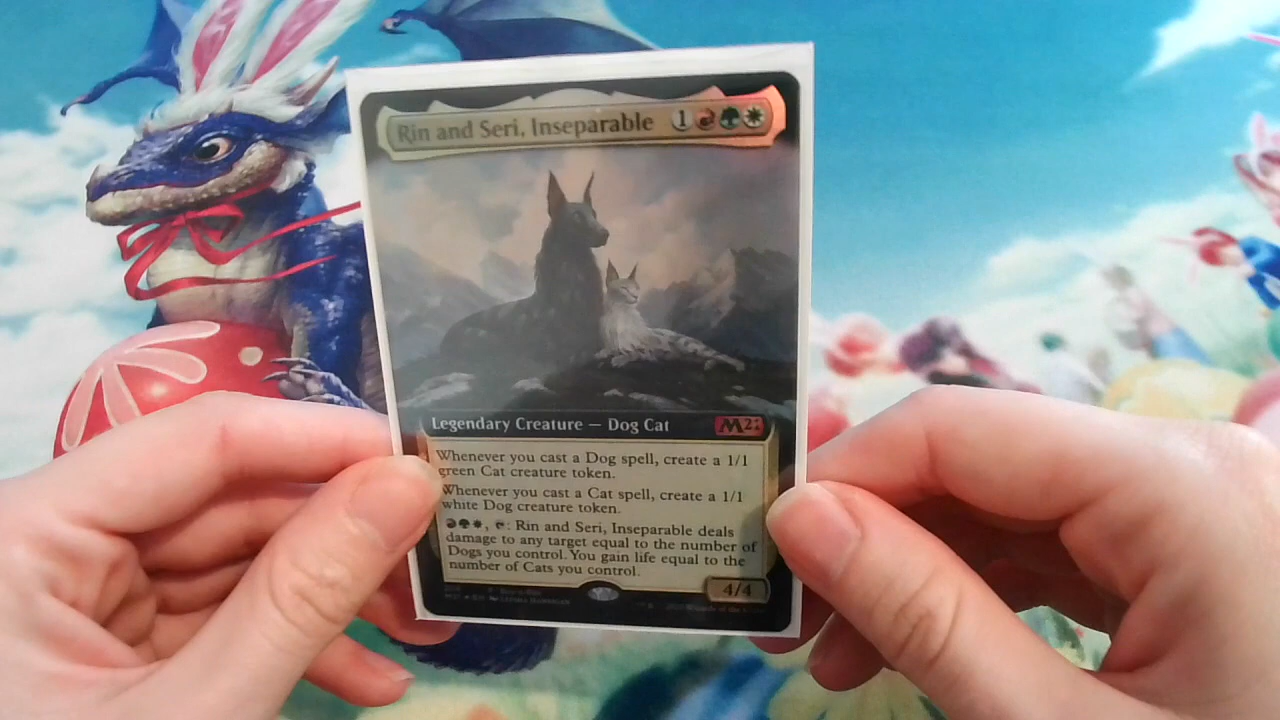 Rin and Seri, Inseparable 1
Legendary Creature — Dog Cat M21
Whenever you cast a Dog spell, create a 1/1
green Cat creature token.
Whenever you cast a Cat spell, create a 1/1
white Dog creature token.
, : Rin and Seri, Inseparable deals
damage to any target equal to the number of
Dogs you control. You gain life equal to the
number of Cats you control.
4/4